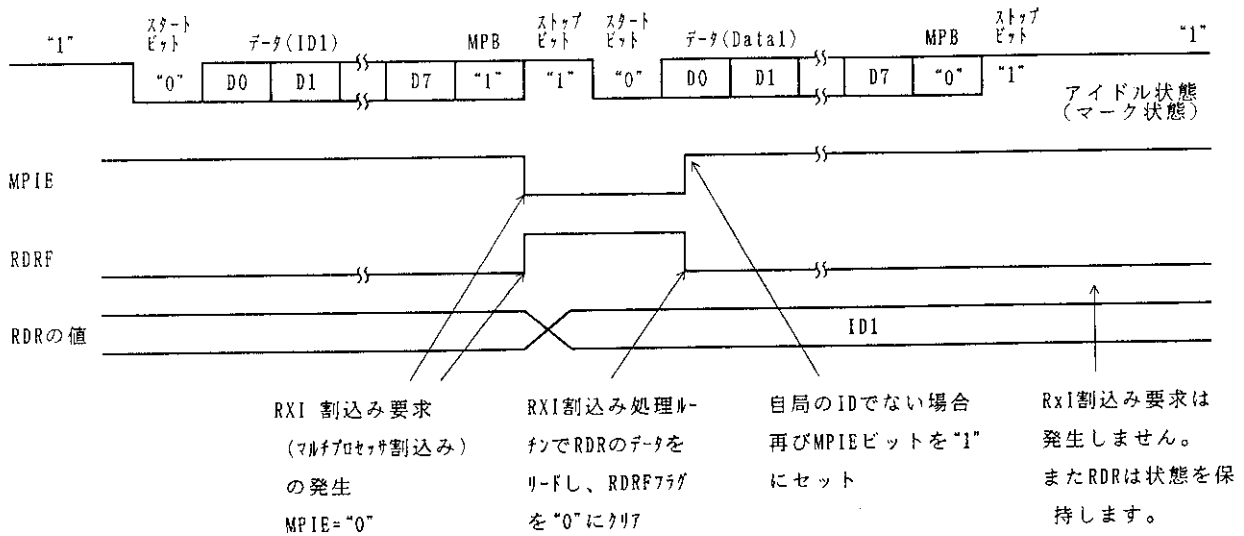 “1” スタート ビット データ(ID1) MPB ストップ ビット スタート ビット データ(Data1) MPB ストップ ビット “1”
“0” D0 D1 D7 “1” “1” “0” D0 D1 D7 “0” “1”
アイドル状態
(マーク状態)
MPIE
RDRF
RDRの値
ID1
RXI 割込み要求
(マルチプロセッサ割込み)
の発生
MPIE=“0”
RXI割込み処理ルー
チンでRDRのデータを
リードし、RDRFフラグ
を“0”にクリア
自局のIDでない場合
再びMPIEビットを“1”
にセット
RxI割込み要求は
発生しません。
またRDRは状態を保
持します。